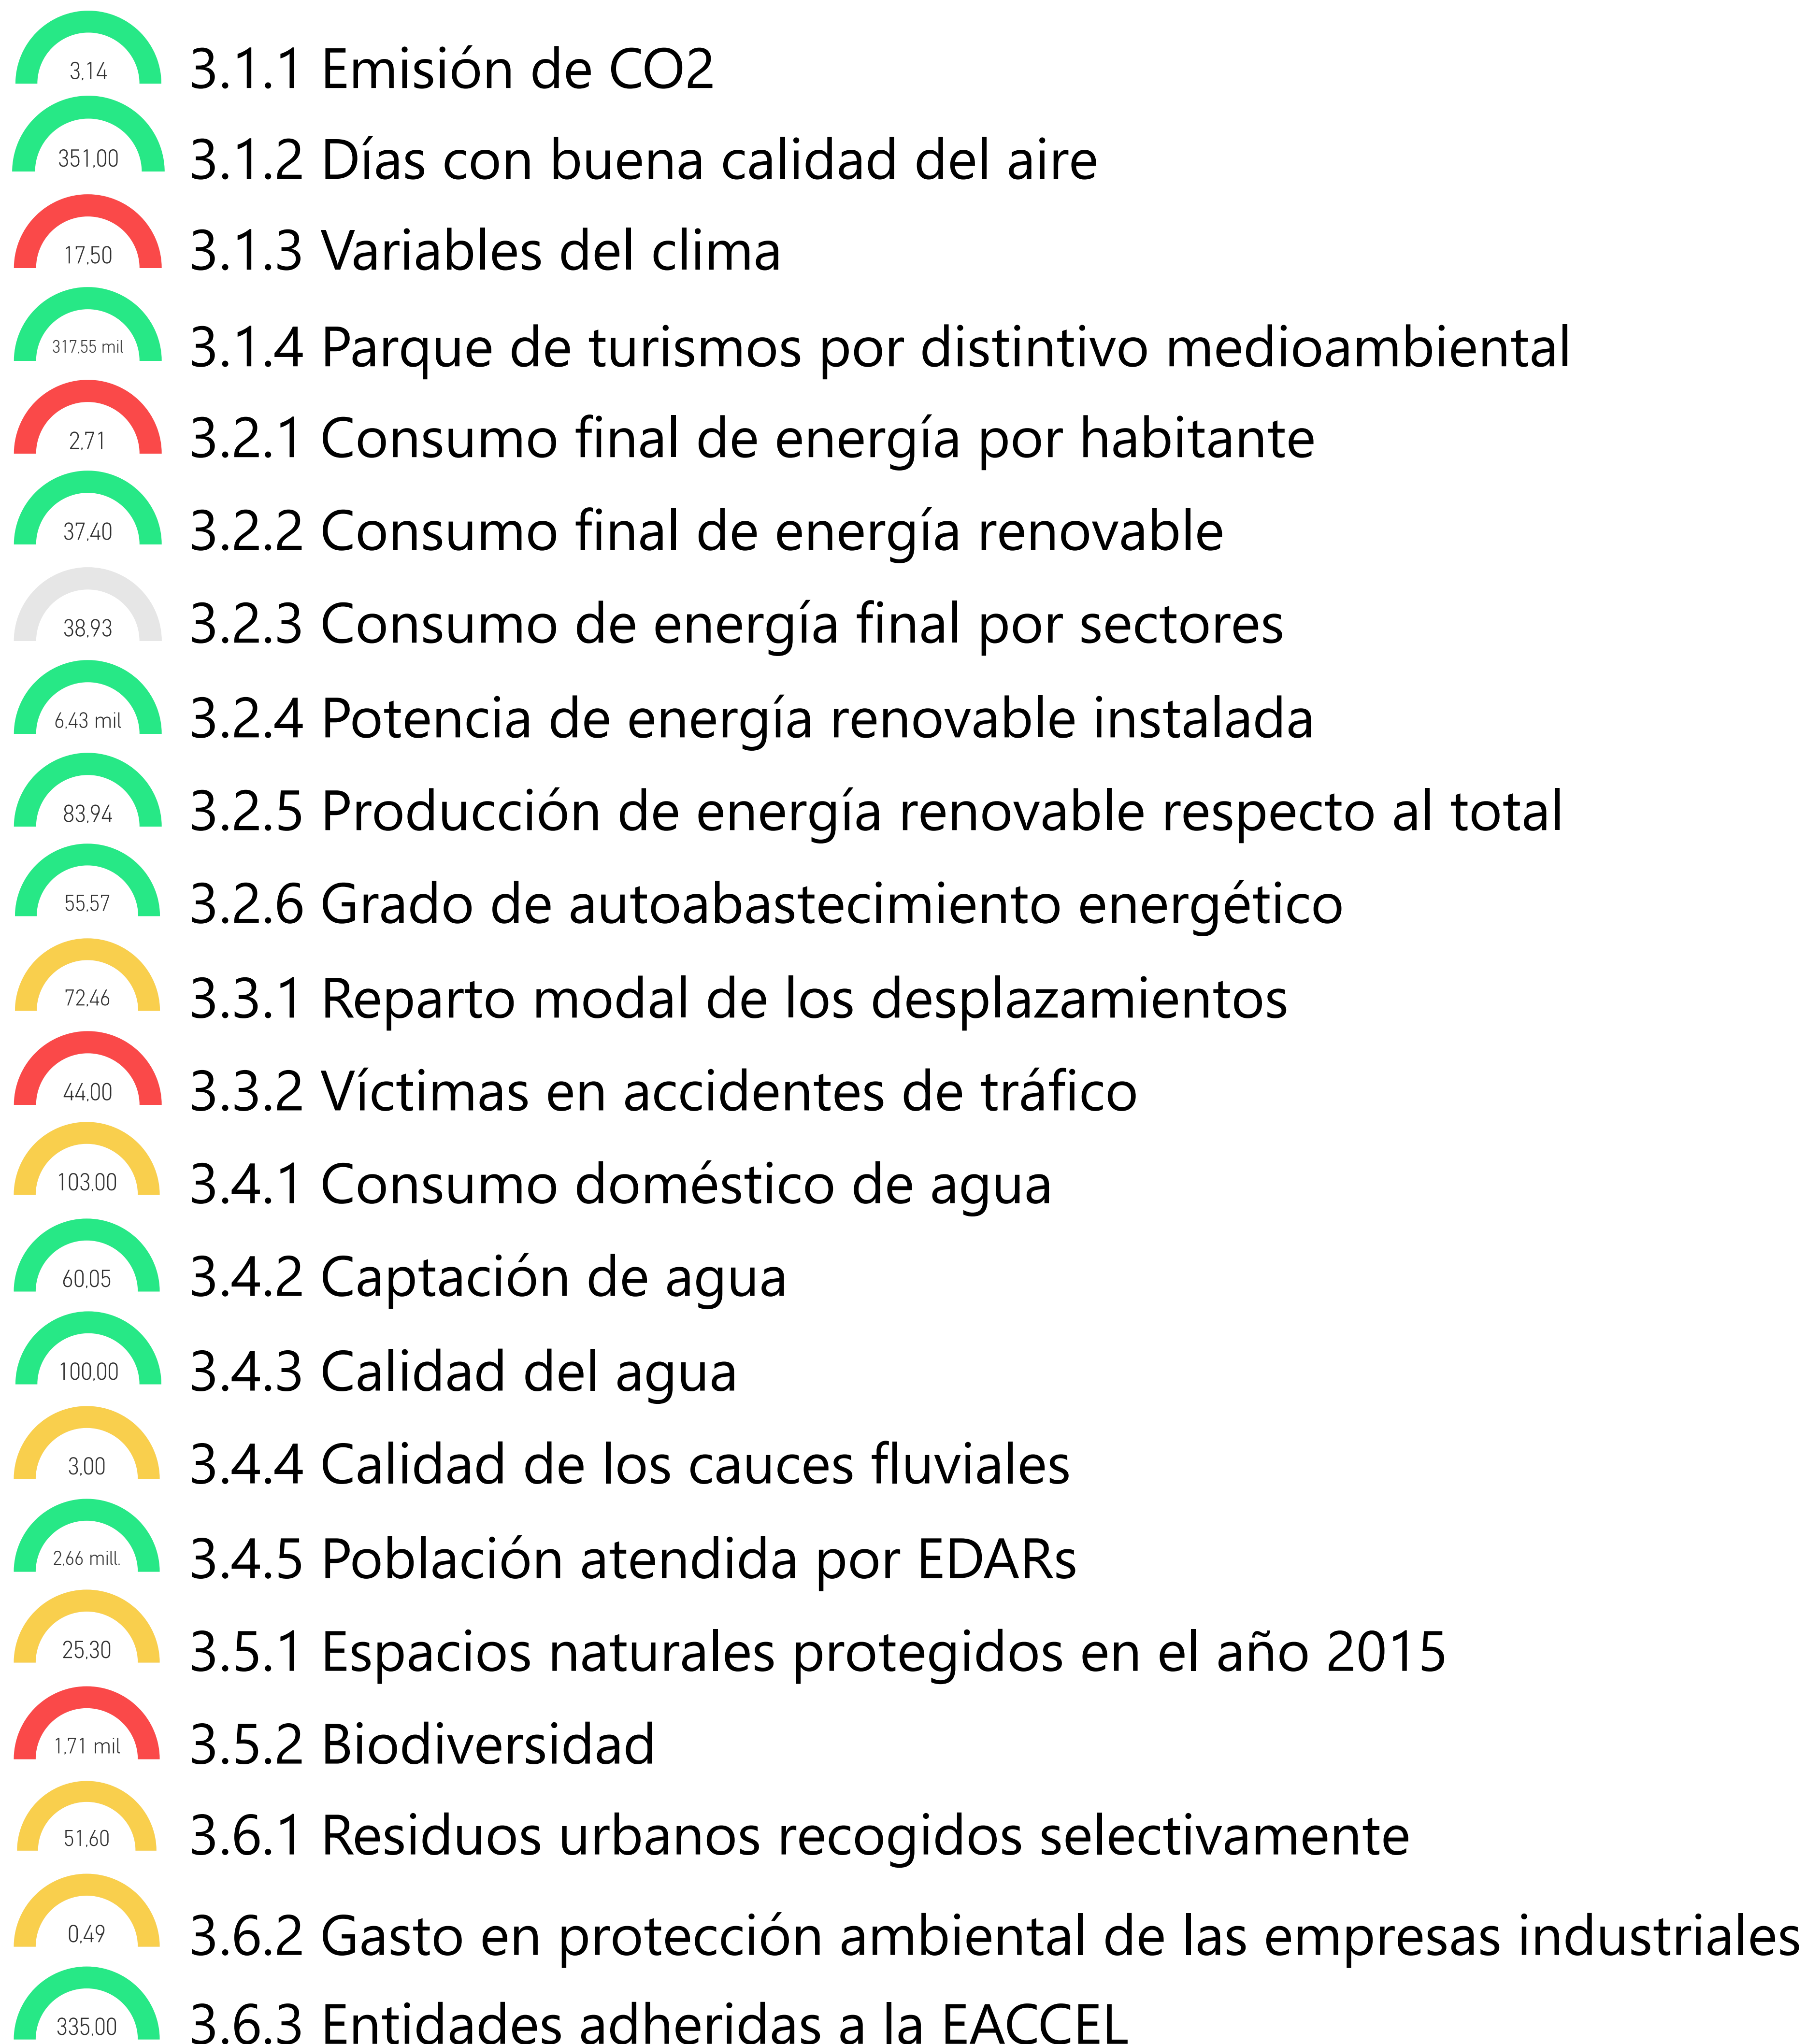 3,14 3.1.1 Emisión de CO2
351,00 3.1.2 Días con buena calidad del aire
17,50 3.1.3 Variables del clima
317,55 mil 3.1.4 Parque de turismos por distintivo medioambiental
2,71 3.2.1 Consumo final de energía por habitante
37,40 3.2.2 Consumo final de energía renovable
38,93 3.2.3 Consumo de energía final por sectores
6,43 mil 3.2.4 Potencia de energía renovable instalada
83,94 3.2.5 Producción de energía renovable respecto al total
55,57 3.2.6 Grado de autoabastecimiento energético
72,46 3.3.1 Reparto modal de los desplazamientos
44,00 3.3.2 Víctimas en accidentes de tráfico
103,00 3.4.1 Consumo doméstico de agua
60,05 3.4.2 Captación de agua
100,00 3.4.3 Calidad del agua
3,00 3.4.4 Calidad de los cauces fluviales
2,66 mill. 3.4.5 Población atendida por EDARs
25,30 3.5.1 Espacios naturales protegidos en el año 2015
1,71 mil 3.5.2 Biodiversidad
51,60 3.6.1 Residuos urbanos recogidos selectivamente
0,49 3.6.2 Gasto en protección ambiental de las empresas industriales
335,00 3.6.3 Entidades adheridas a la EACCEL